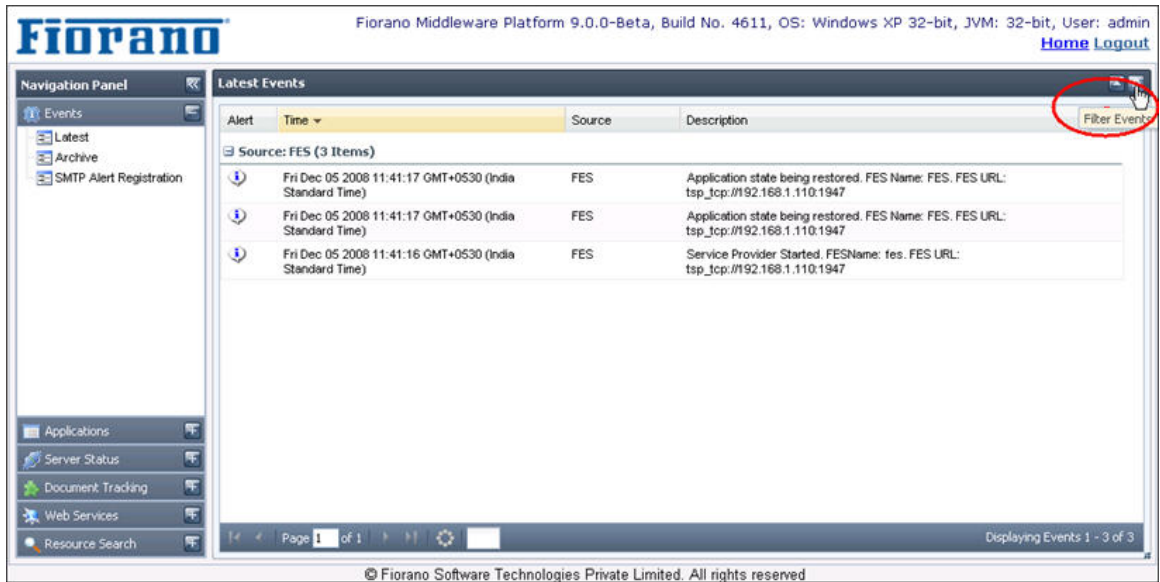 Fiorano
Fiorano Middleware Platform 9.0.0-Beta, Build No. 4611, OS: Windows XP 32-bit, JVM: 32-bit, User: admin
Home Logout
Navigation Panel
Events
Latest
Archive
SMTP Alert Registration
Applications
Server Status
Document Tracking
Web Services
Resource Search
Latest Events
Filter Events
Alert Time Source Description
Source: FES (3 Items)
Fri Dec 05 2008 11:41:17 GMT+0530 (India FES Application state being restored. FES Name: FES. FES URL:
Standard Time) tsp_tcp://192.168.1.110:1947
Fri Dec 05 2008 11:41:17 GMT+0530 (India FES Application state being restored. FES Name: FES. FES URL:
Standard Time) tsp_tcp://192.168.1.110:1947
Fri Dec 05 2008 11:41:16 GMT+0530 (India FES Service Provider Started. FESName: fes. FES URL:
Standard Time) tsp_tcp://192.168.1.110:1947
Page 1 of 1 Displaying Events 1 - 3 of 3
© Fiorano Software Technologies Private Limited. All rights reserved